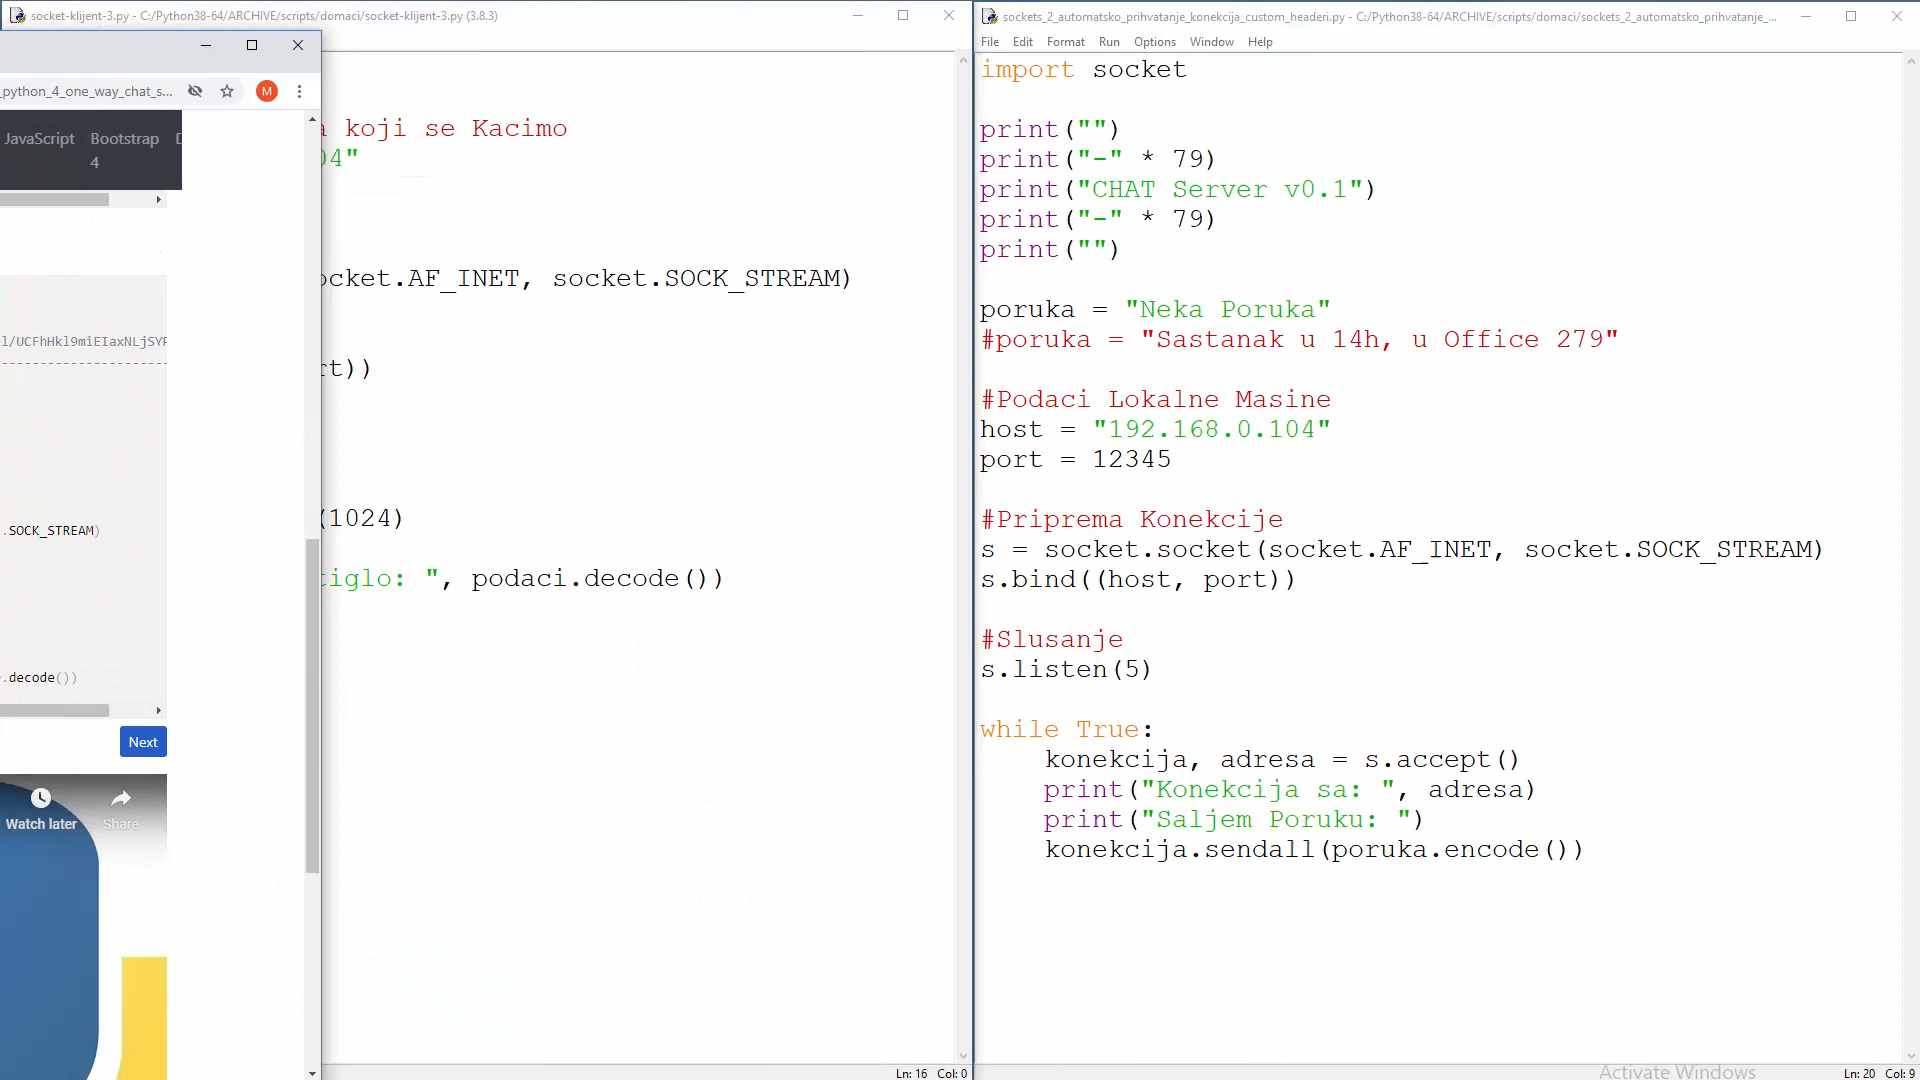 socket-klijent-3.py - C:/Python38-64/ARCHIVE/scripts/domaci/socket-klijent-3.py (3.8.3)
_python_4_one_way_chat_s...
M
JavaScript
Bootstrap 4
koji se Kacimo
04"
socket.AF_INET, socket.SOCK_STREAM)
l/UCFhHkl9miEIaxNLjSYP
rt))
(1024)
.SOCK_STREAM)
tiglo: ", podaci.decode())
.decode())
Next
Watch later
Share
Ln: 16 Col: 0
sockets_2_automatsko_prihvatanje_konekcija_custom_headeri.py - C:/Python38-64/ARCHIVE/scripts/domaci/sockets_2_automatsko_prihvatanje_...
File Edit Format Run Options Window Help
import socket
print("")
print("-" * 79)
print("CHAT Server v0.1")
print("-" * 79)
print("")
poruka = "Neka Poruka"
#poruka = "Sastanak u 14h, u Office 279"
#Podaci Lokalne Masine
host = "192.168.0.104"
port = 12345
#Priprema Konekcije
s = socket.socket(socket.AF_INET, socket.SOCK_STREAM)
s.bind((host, port))
#Slusanje
s.listen(5)
while True:
    konekcija, adresa = s.accept()
    print("Konekcija sa: ", adresa)
    print("Saljem Poruku: ")
    konekcija.sendall(poruka.encode())
Activate Windows
Ln: 20 Col: 9